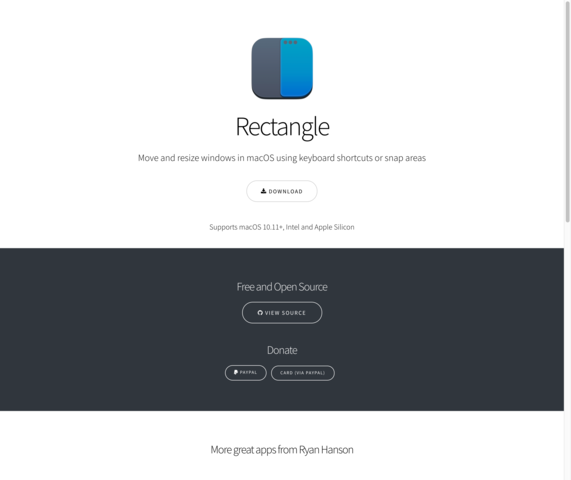 Rectangle
Move and resize windows in macOS using keyboard shortcuts or snap areas
DOWNLOAD
Supports macOS 10.11+, Intel and Apple Silicon
Free and Open Source
VIEW SOURCE
Donate
PAYPAL
CARD (VIA PAYPAL)
More great apps from Ryan Hanson